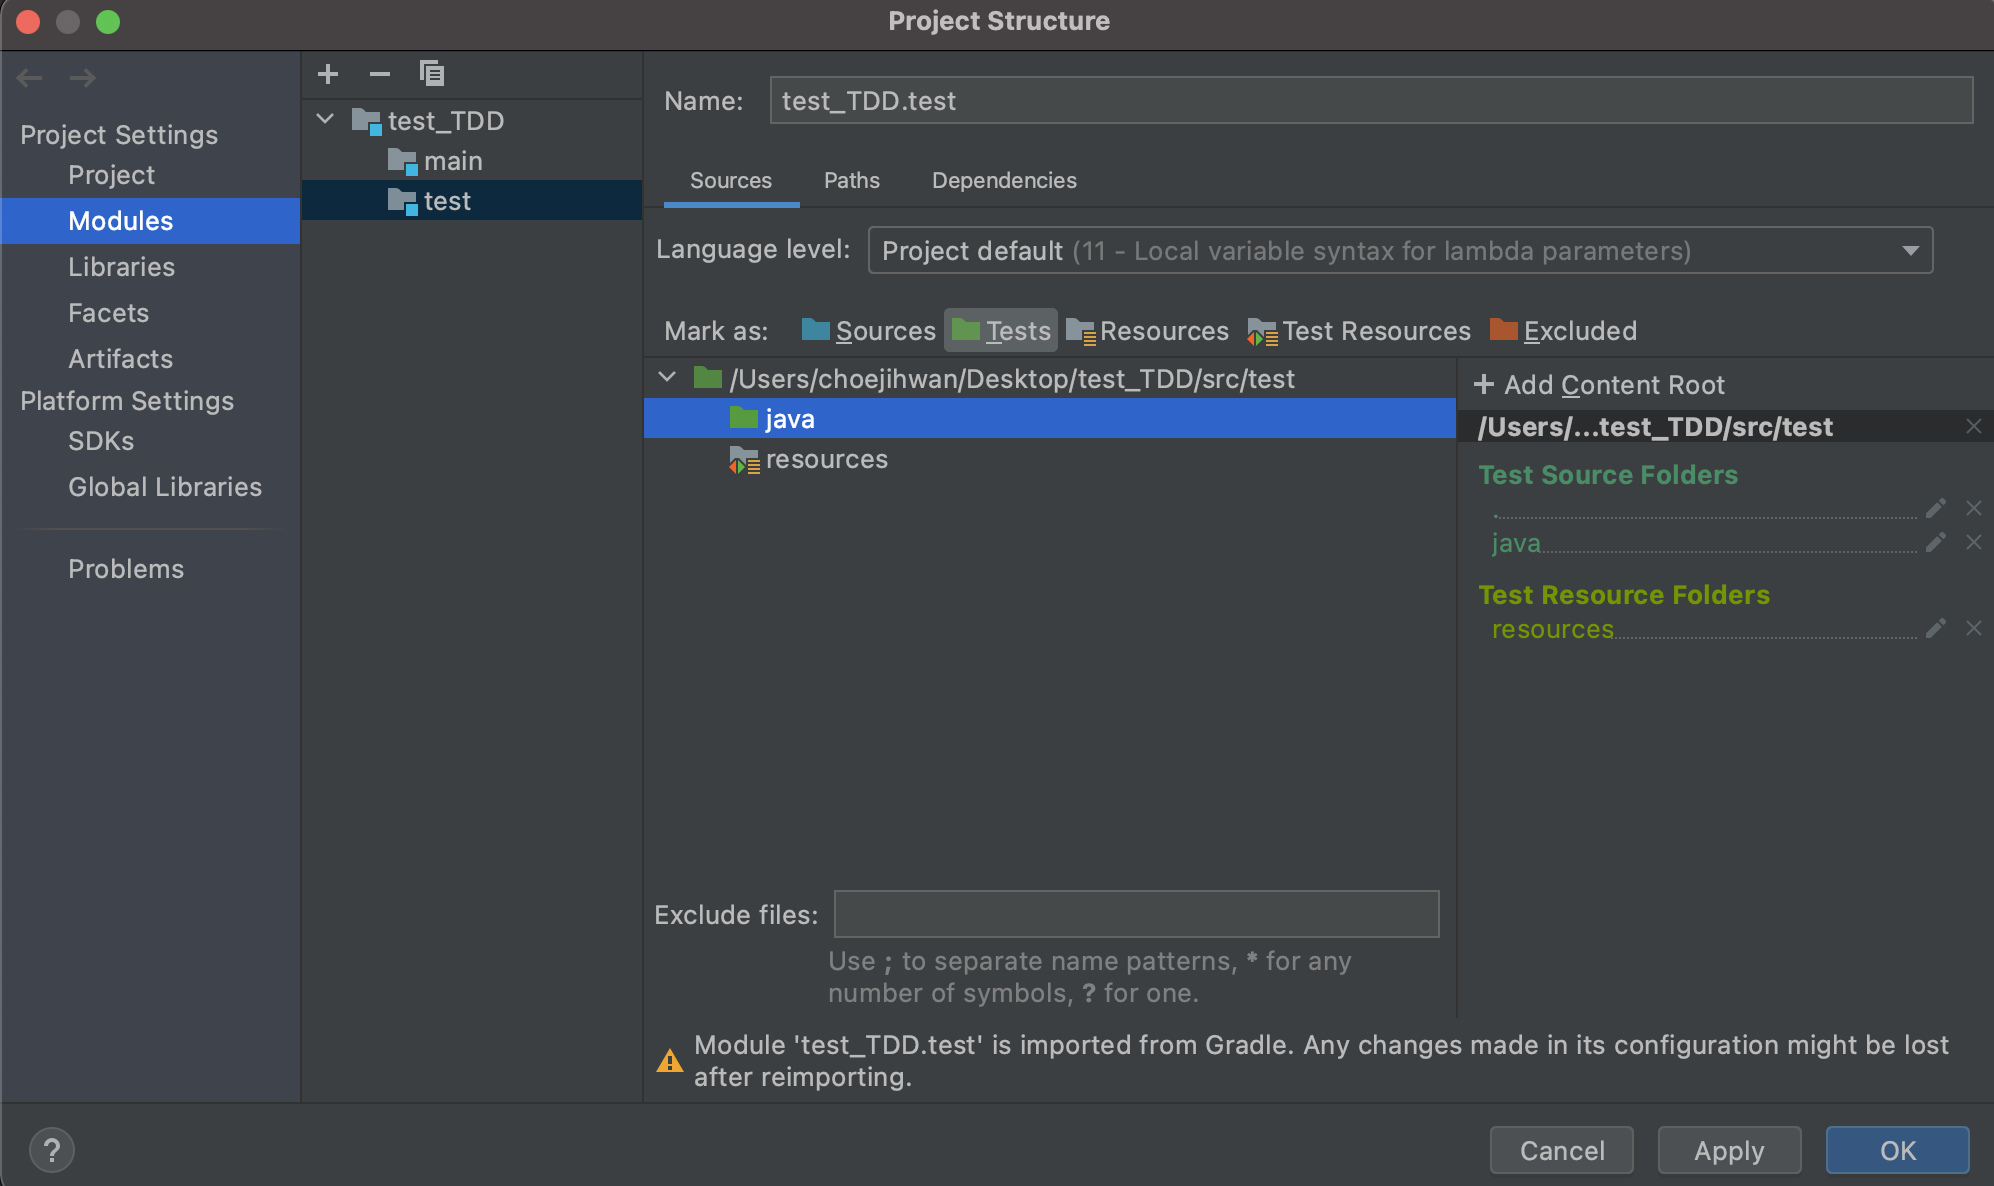 Project Structure
Project Settings
Project
Modules
Libraries
Facets
Artifacts
Platform Settings
SDKs
Global Libraries
Problems
test_TDD
main
test
Name: test_TDD.test
Sources Paths Dependencies
Language level: Project default (11 - Local variable syntax for lambda parameters)
Mark as: Sources Tests Resources Test Resources Excluded
/Users/choejihwan/Desktop/test_TDD/src/test
java
resources
+ Add Content Root
/Users/...test_TDD/src/test
Test Source Folders
.
java
Test Resource Folders
resources
Exclude files:
Use ; to separate name patterns, * for any
number of symbols, ? for one.
Module 'test_TDD.test' is imported from Gradle. Any changes made in its configuration might be lost
after reimporting.
?
Cancel Apply OK